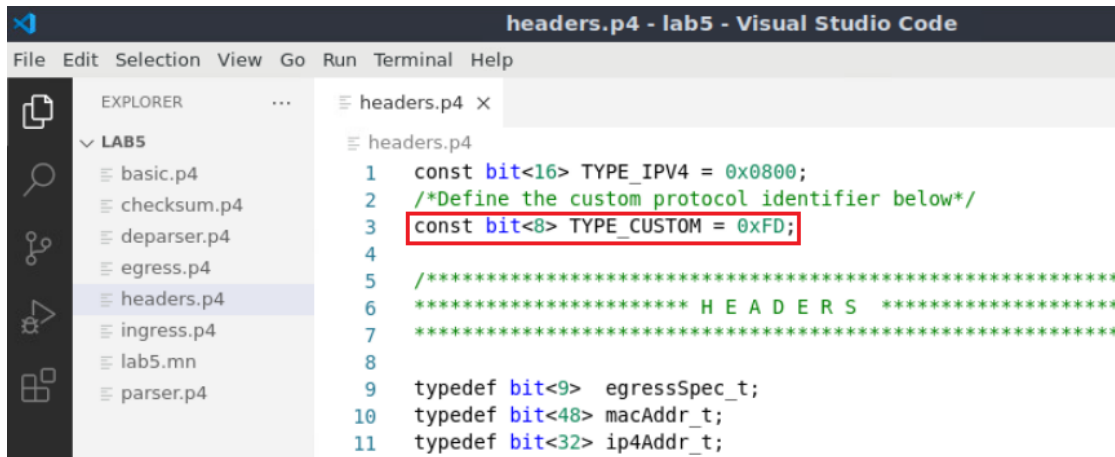 headers.p4 - lab5 - Visual Studio Code
File Edit Selection View Go Run Terminal Help
EXPLORER ...
LAB5
basic.p4
checksum.p4
deparser.p4
egress.p4
headers.p4
ingress.p4
lab5.mn
parser.p4
headers.p4 ×
headers.p4
1 const bit<16> TYPE_IPV4 = 0x0800;
2 /*Define the custom protocol identifier below*/
3 const bit<8> TYPE_CUSTOM = 0xFD;
4
5 /**********************************************************
6 *********************** H E A D E R S ********************
7 ***********************************************************
8
9 typedef bit<9>  egressSpec_t;
10 typedef bit<48> macAddr_t;
11 typedef bit<32> ip4Addr_t;